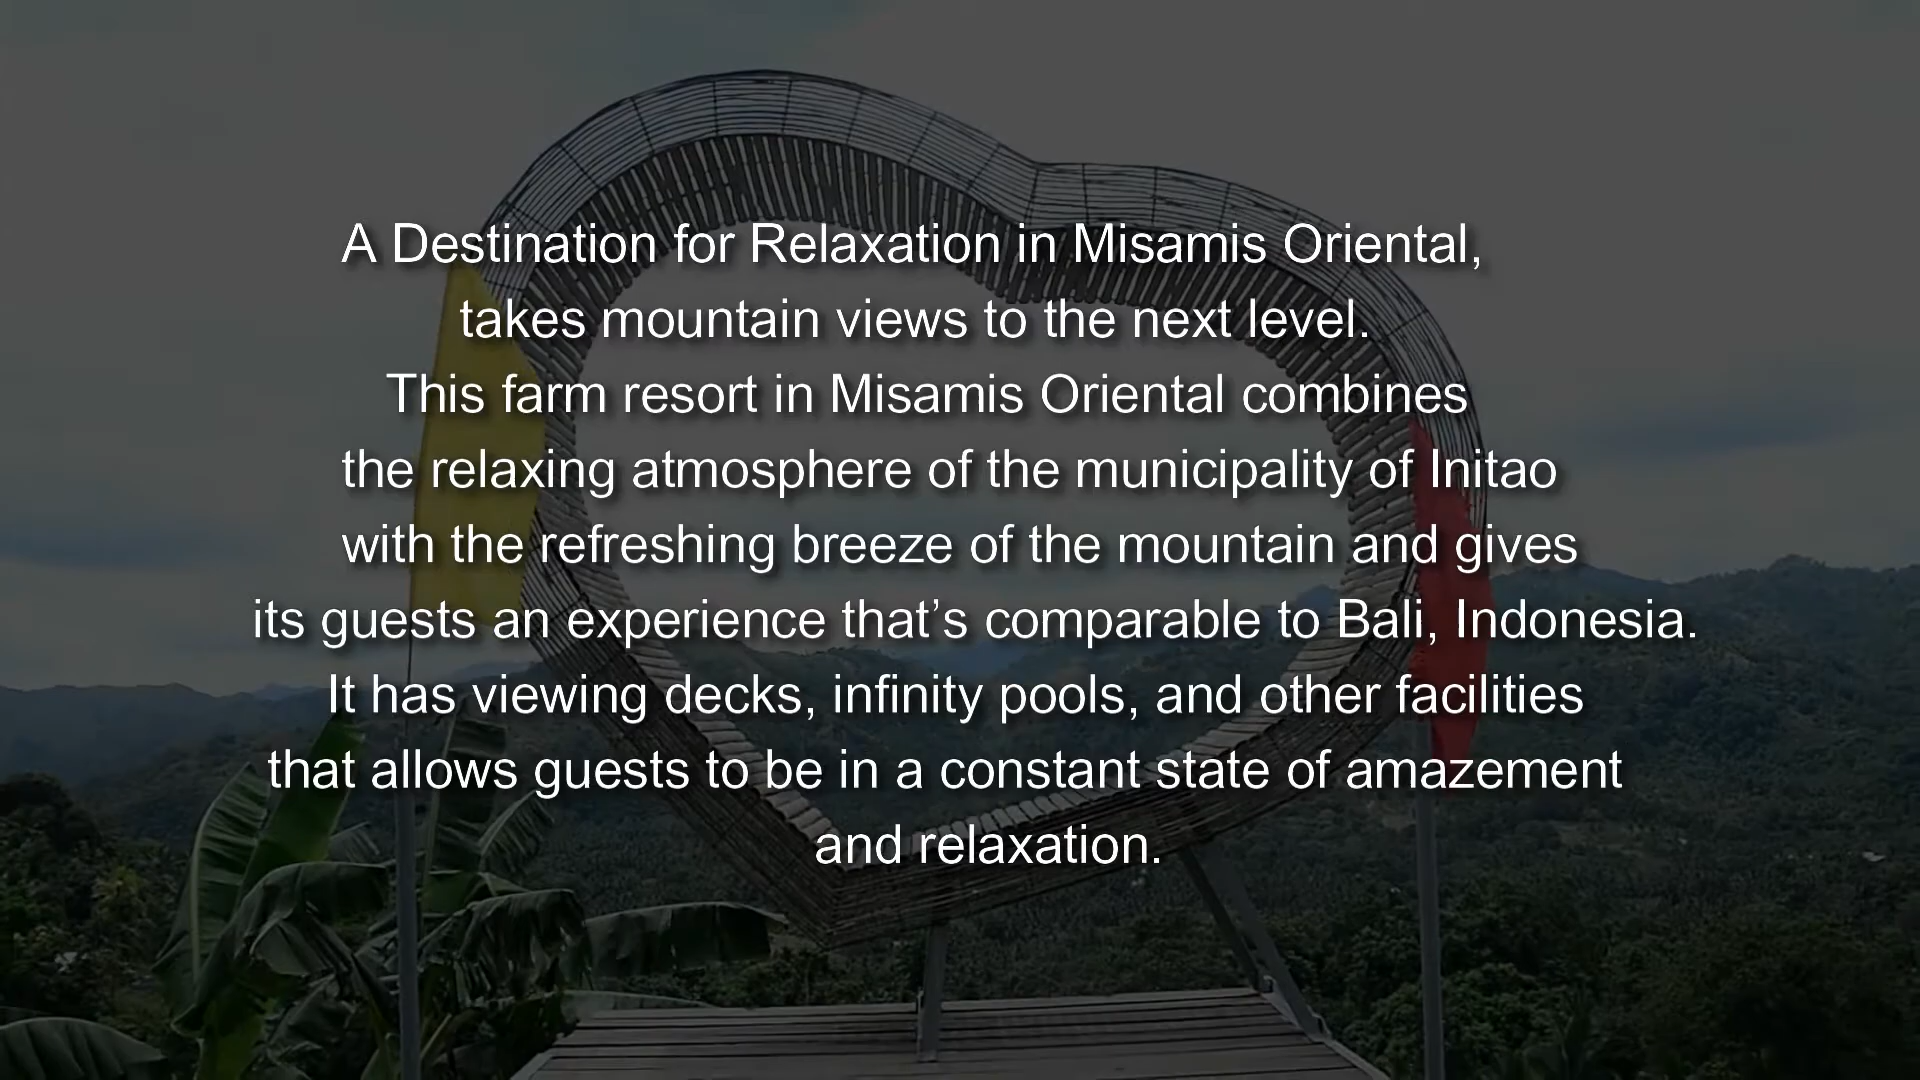 A Destination for Relaxation in Misamis Oriental,
takes mountain views to the next level.
This farm resort in Misamis Oriental combines
the relaxing atmosphere of the municipality of Initao
with the refreshing breeze of the mountain and gives
its guests an experience that’s comparable to Bali, Indonesia.
It has viewing decks, infinity pools, and other facilities
that allows guests to be in a constant state of amazement
and relaxation.